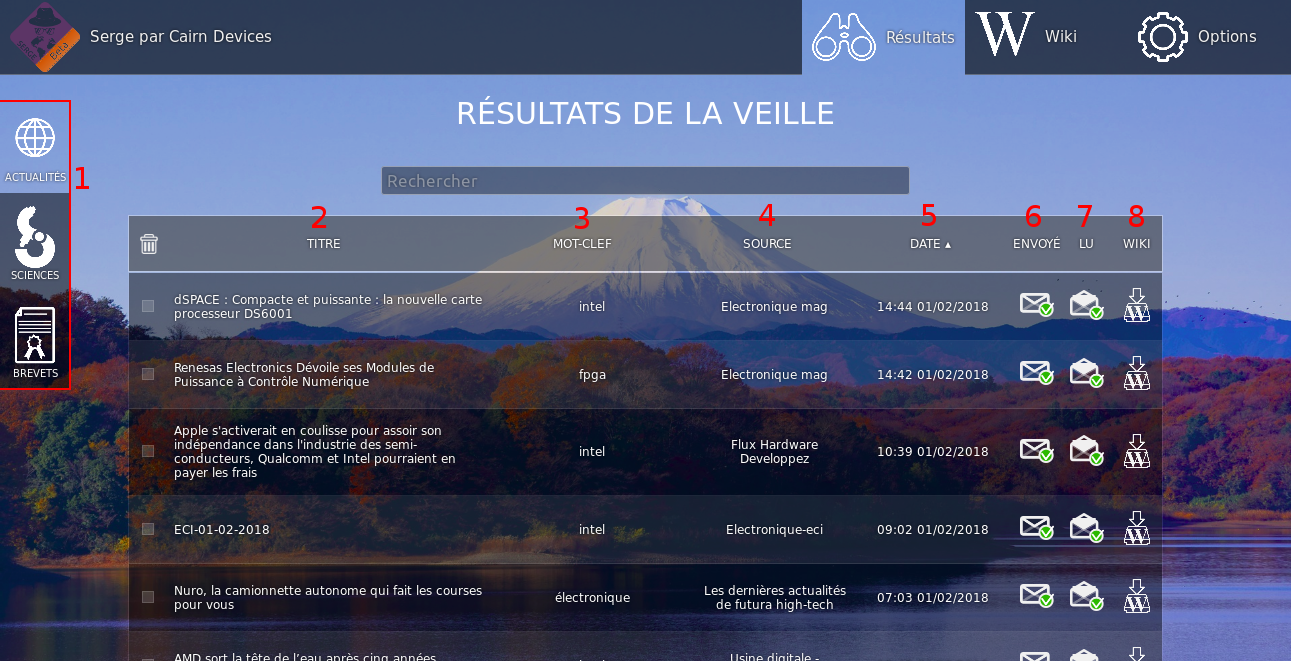 Serge par Cairn Devices
Beta
Résultats
Wiki
Options
RÉSULTATS DE LA VEILLE
ACTUALITÉS
1
SCIENCES
BREVETS
Rechercher
2 3 4 5 6 7 8
TITRE MOT-CLEF SOURCE DATE ▴ ENVOYÉ LU WIKI
dSPACE : Compacte et puissante : la nouvelle carte
processeur DS6001
intel
Electronique mag
14:44 01/02/2018
Renesas Electronics Dévoile ses Modules de
Puissance à Contrôle Numérique
fpga
Electronique mag
14:42 01/02/2018
Apple s'activerait en coulisse pour assoir son
indépendance dans l'industrie des semi-
conducteurs, Qualcomm et Intel pourraient en
payer les frais
intel
Flux Hardware
Developpez
10:39 01/02/2018
ECI-01-02-2018
intel
Electronique-eci
09:02 01/02/2018
Nuro, la camionnette autonome qui fait les courses
pour vous
électronique
Les dernières actualités
de futura high-tech
07:03 01/02/2018
AMD sort la tête de l'eau après cinq années
Usine digitale -